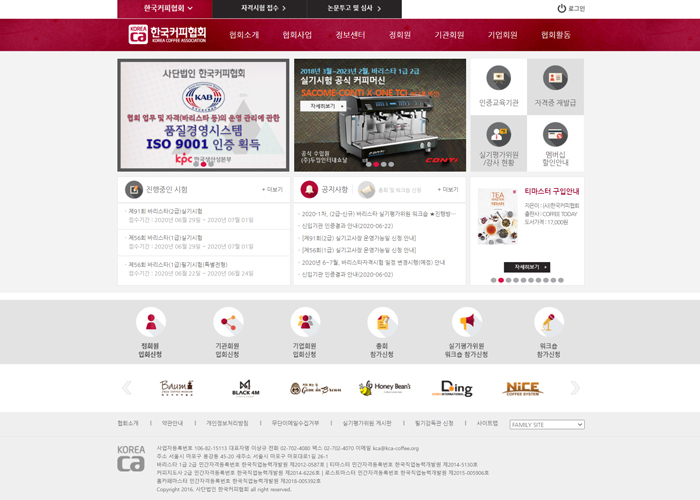 한국커피협회
자격시험 접수 >
논문투고 및 심사 >
로그인
KOREA ca 한국커피협회
KOREA COFFEE ASSOCIATION
협회소개 협회사업 정보센터 정회원 기관회원 기업회원 협회활동
사단법인 한국커피협회
KAB
협회 업무 및 자격(바리스타 등)의 운영 관리에 관한
품질경영시스템
ISO 9001 인증 획득
kpc 한국생산성본부
2018년 3월~2023년 2월, 바리스타 1급 2급
실기시험 공식 커피머신
SACOME CONTI X-ONE TCI
자세히보기
공식 수입원
(주)두잉인터내쇼날
CONTI
인증교육기관
자격증 재발급
실기평가위원
/감사 현황
멤버십
할인안내
진행중인 시험 + 더보기
· 제91회 바리스타(2급)실기시험
접수기간 : 2020년 06월 29일 ~ 2020년 07월 01일
· 제56회 바리스타(1급)실기시험
접수기간 : 2020년 06월 29일 ~ 2020년 07월 01일
· 제56회 바리스타(1급)필기시험(특별전형)
접수기간 : 2020년 06월 22일 ~ 2020년 06월 24일
공지사항 총회 및 워크숍 신청 + 더보기
· 2020-1차, (2급-신규) 바리스타 실기평가위원 워크숍 ★진행방…
· 신입기관 인증결과 안내(2020-06-22)
· [제91회(2급) 실기고사장 운영가능일 신청 안내]
· [제56회(1급) 실기고사장 운영가능일 신청 안내]
· 2020년 6~7월, 바리스타자격시험 일정 변경시행(예정) 안내
· 신입기관 인증결과 안내(2020-06-02)
티마스터 구입안내
TEA MASTER
지은이 : (사)한국커피협회
출판사 : COFFEE TODAY
도서가격 : 17,000원
자세히보기
정회원
입회신청
기관회원
입회신청
기업회원
입회신청
총회
참가신청
실기평가위원
워크숍 참가신청
워크숍
참가신청
Baum
BLACK 4M
Gom in Brown
Honey Bean's
Ding
INTERNATIONAL
NICE
COFFEE SYSTEM
협회소개 | 약관안내 | 개인정보처리방침 | 무단이메일수집거부 | 실기평가위원 게시판 | 필기감독관 신청 | 사이트맵
FAMILY SITE
KOREA ca
사업자등록번호 106-82-15113 대표자명 이상규 전화 02-702-4080 팩스 02-702-4070 이메일 kca@kca-coffee.org
주소 서울시 마포구 용강동 45-20 새주소 서울시 마포구 마포대로1길 26-1
바리스타 1급 2급 민간자격등록번호 한국직업능력개발원 제2012-0587호 | 티마스터 민간자격등록번호 한국직업능력개발원 제2014-5130호
커피지도사 2급 민간자격등록번호 한국직업능력개발원 제2014-6226호 | 로스트마스터 민간자격등록번호 한국직업능력개발원 제2015-005906호
홈카페마스터 민간자격등록번호 한국직업능력개발원 제2016-005392호
Copyright 2016. 사단법인 한국커피협회 all right reserved.